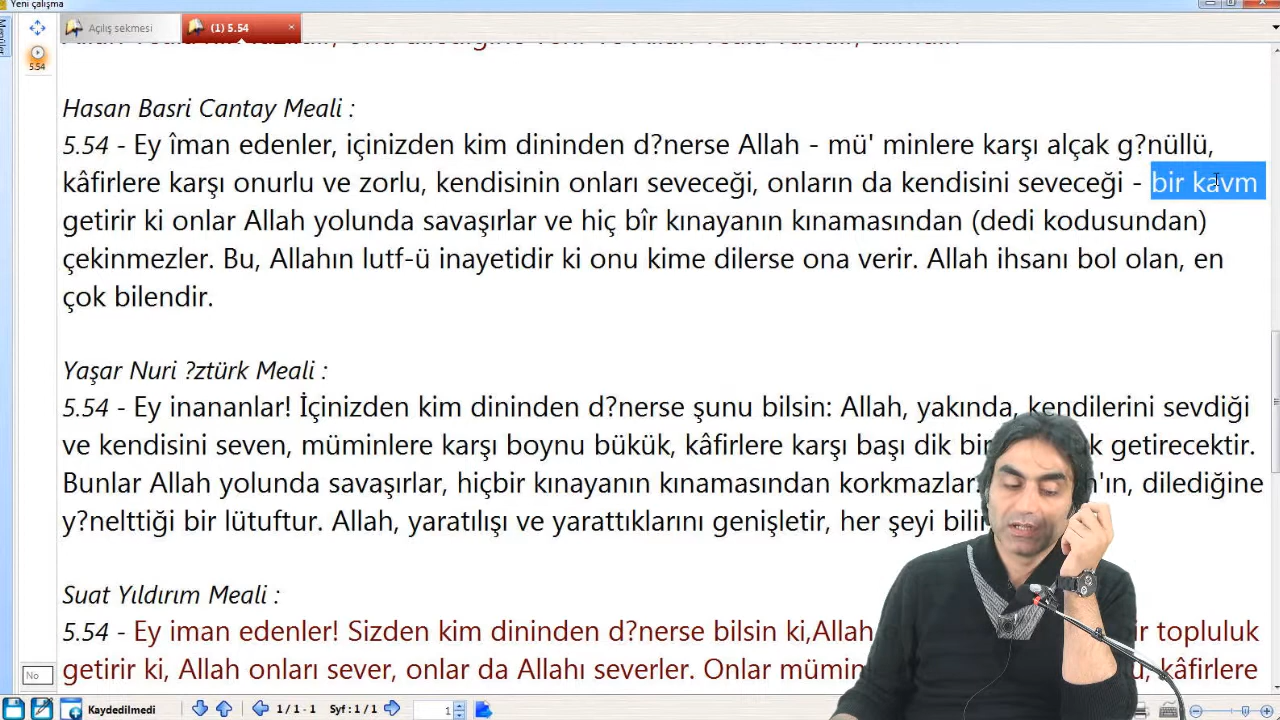 Yeni çalışma
Menüler
Açılış sekmesi
(1) 5.54
5.54
Hasan Basri Cantay Meali :
5.54 - Ey îman edenler, içinizden kim dininden d?nerse Allah - mü' minlere karşı alçak g?nüllü,
kâfirlere karşı onurlu ve zorlu, kendisinin onları seveceği, onların da kendisini seveceği - bir kavm
getirir ki onlar Allah yolunda savaşırlar ve hiç bîr kınayanın kınamasından (dedi kodusundan)
çekinmezler. Bu, Allahın lutf-ü inayetidir ki onu kime dilerse ona verir. Allah ihsanı bol olan, en
çok bilendir.
Yaşar Nuri ?ztürk Meali :
5.54 - Ey inananlar! İçinizden kim dininden d?nerse şunu bilsin: Allah, yakında, kendilerini sevdiği
ve kendisini seven, müminlere karşı boynu bükük, kâfirlere karşı başı dik bir getirecektir.
Bunlar Allah yolunda savaşırlar, hiçbir kınayanın kınamasından korkmazlar. dilediğine
y?nelttiği bir lütuftur. Allah, yaratılışı ve yarattıklarını genişletir, her şeyi bilir
Suat Yıldırım Meali :
5.54 - Ey iman edenler! Sizden kim dininden d?nerse bilsin ki,Allah topluluk
getirir ki, Allah onları sever, onlar da Allahı severler. Onlar kâfirlere
No
Kaydedilmedi
1 / 1 - 1
Syf : 1 / 1
1